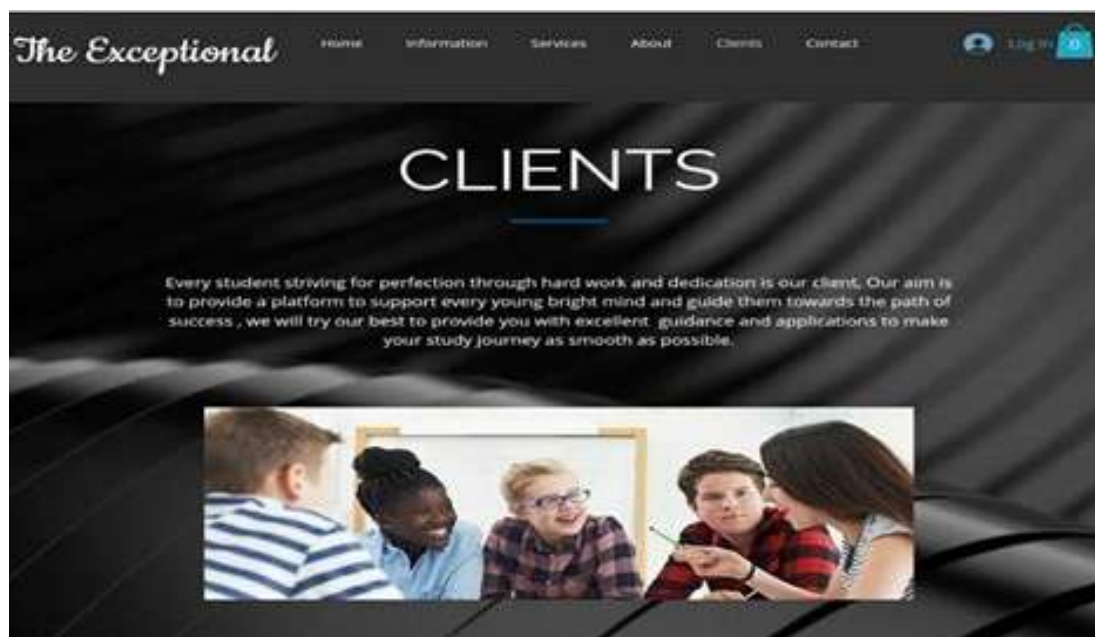 The Exceptional
Home Information Services About Clients Contact Log In 0
CLIENTS
Every student striving for perfection through hard work and dedication is our client, Our aim is
to provide a platform to support every young bright mind and guide them towards the path of
success , we will try our best to provide you with excellent guidance and applications to make
your study journey as smooth as possible.